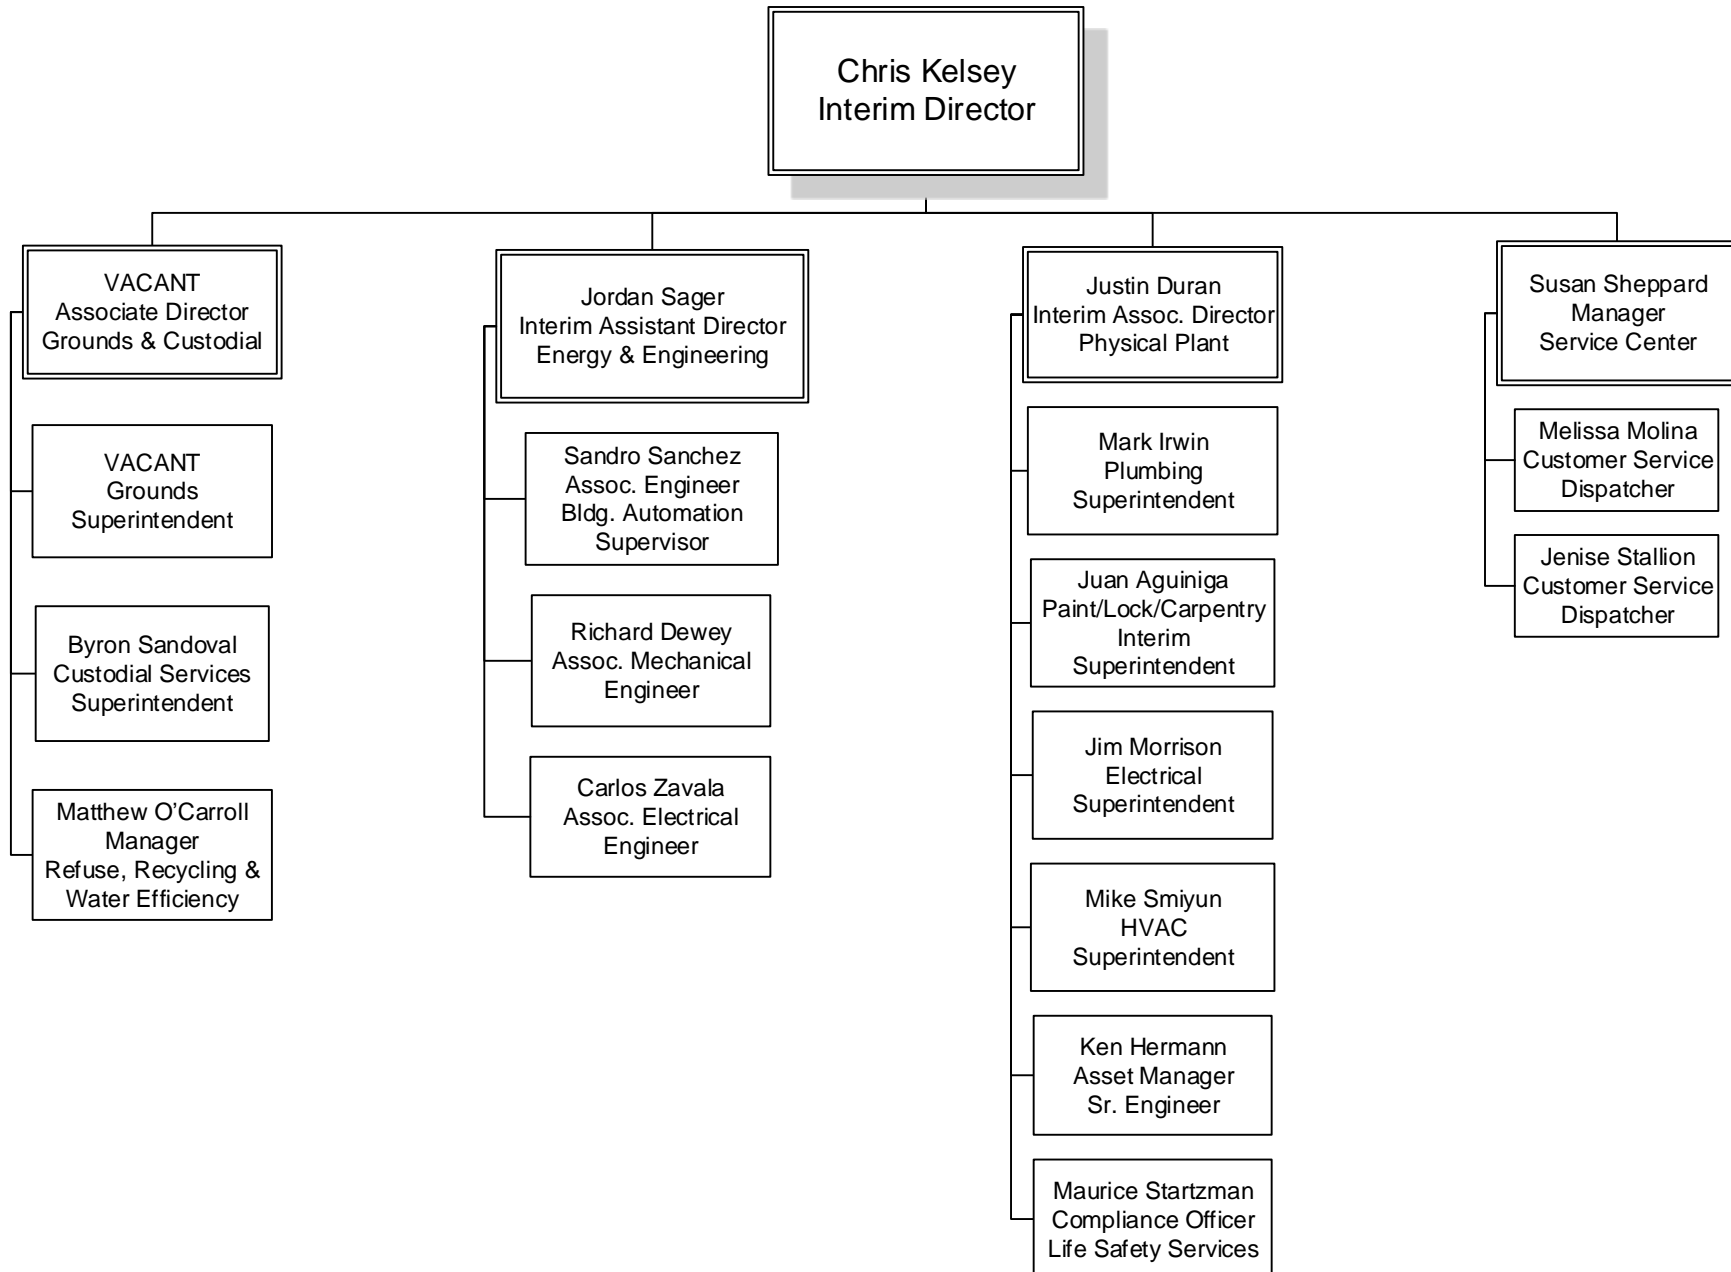 Chris Kelsey
Interim Director
VACANT
Associate Director
Grounds & Custodial
VACANT
Grounds
Superintendent
Byron Sandoval
Custodial Services
Superintendent
Matthew O’Carroll
Manager
Refuse, Recycling &
Water Efficiency
Jordan Sager
Interim Assistant Director
Energy & Engineering
Sandro Sanchez
Assoc. Engineer
Bldg. Automation
Supervisor
Richard Dewey
Assoc. Mechanical
Engineer
Carlos Zavala
Assoc. Electrical
Engineer
Justin Duran
Interim Assoc. Director
Physical Plant
Mark Irwin
Plumbing
Superintendent
Juan Aguiniga
Paint/Lock/Carpentry
Interim
Superintendent
Jim Morrison
Electrical
Superintendent
Mike Smiyun
HVAC
Superintendent
Ken Hermann
Asset Manager
Sr. Engineer
Maurice Startzman
Compliance Officer
Life Safety Services
Susan Sheppard
Manager
Service Center
Melissa Molina
Customer Service
Dispatcher
Jenise Stallion
Customer Service
Dispatcher